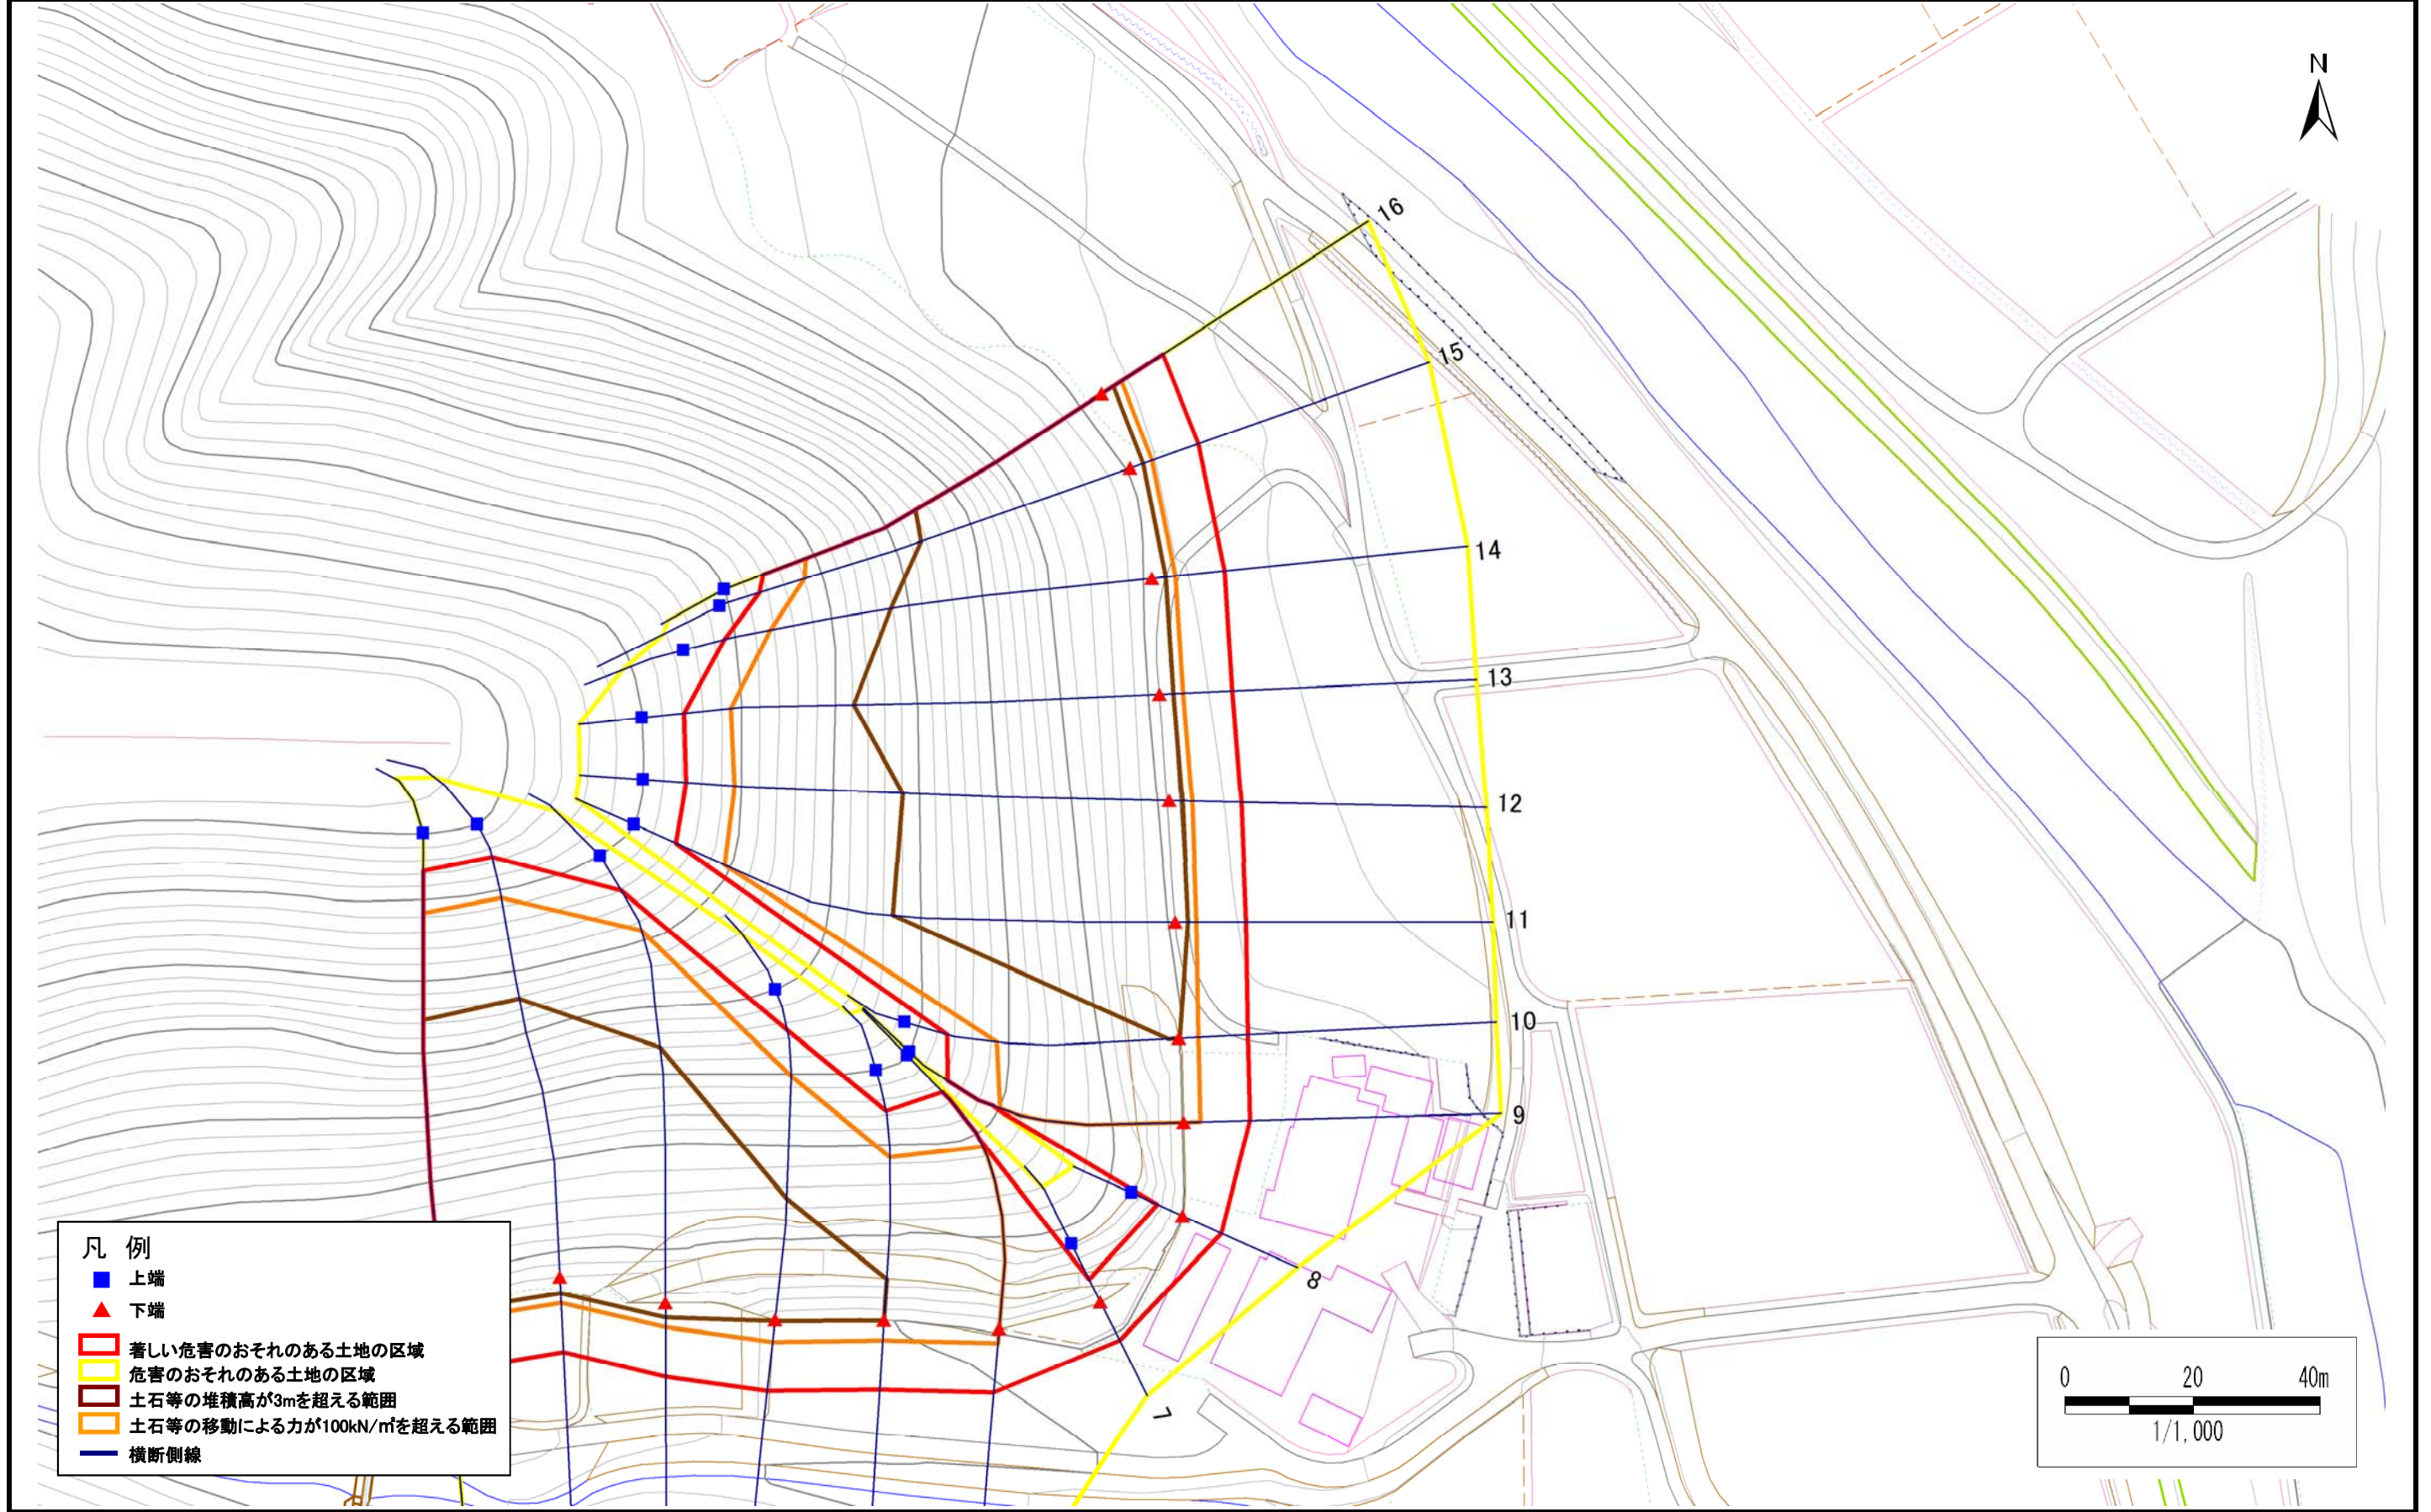 N
16
15
14
13
12
11
10
9
8
7
凡 例
上端
下端
著しい危害のおそれのある土地の区域
危害のおそれのある土地の区域
土石等の堆積高が3mを超える範囲
土石等の移動による力が100kN/㎡を超える範囲
横断側線
0 20 40m
1/1,000